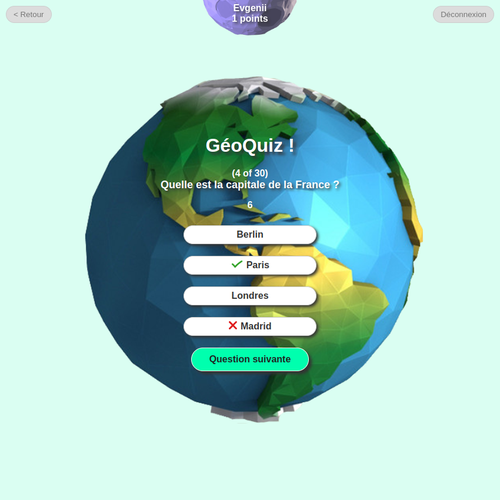 < Retour
Evgenii
1 points
Déconnexion
GéoQuiz !
(4 of 30)
Quelle est la capitale de la France ?
6
Berlin
Paris
Londres
Madrid
Question suivante